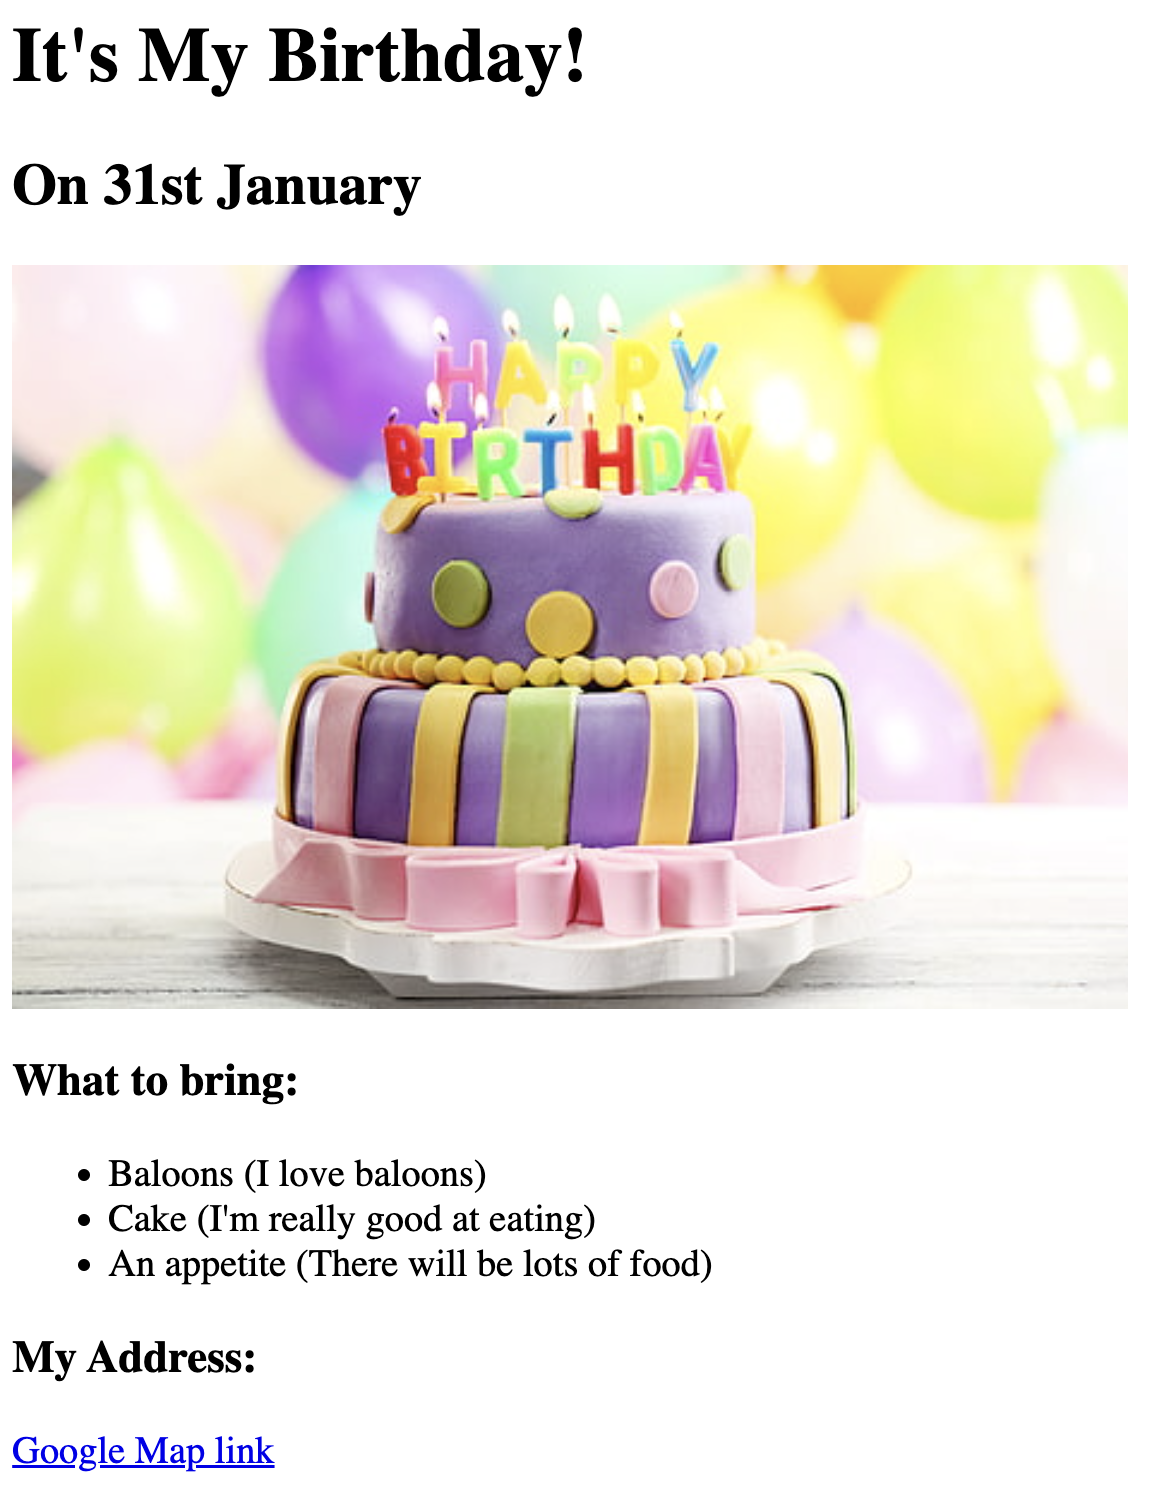 It's My Birthday!
On 31st January
HAPPY
BIRTHDAY
What to bring:
Baloons (I love baloons)
Cake (I'm really good at eating)
An appetite (There will be lots of food)
My Address:
Google Map link